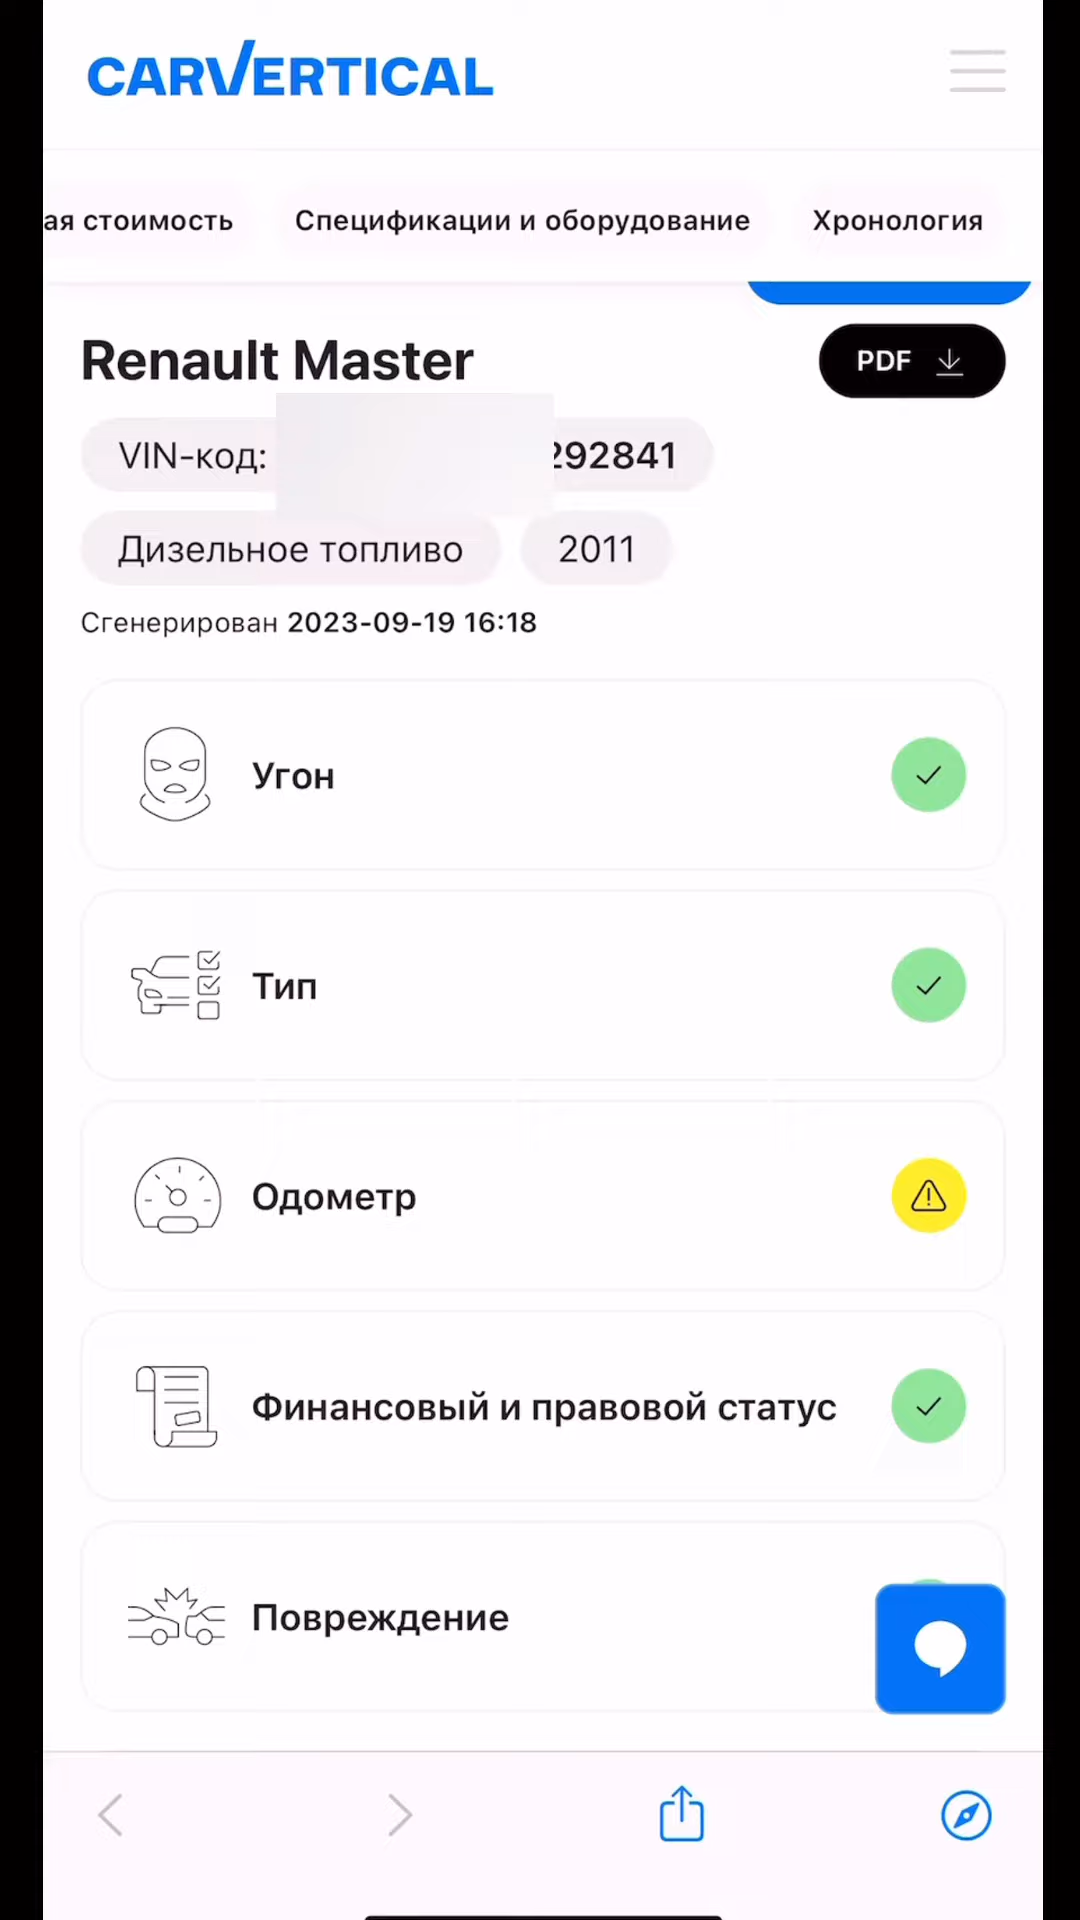 CARVERTICAL
ая стоимость Спецификации и оборудование Хронология
Renault Master PDF
VIN-код: 292841
Дизельное топливо 2011
Сгенерирован 2023-09-19 16:18
Угон
Тип
Одометр
Финансовый и правовой статус
Повреждение